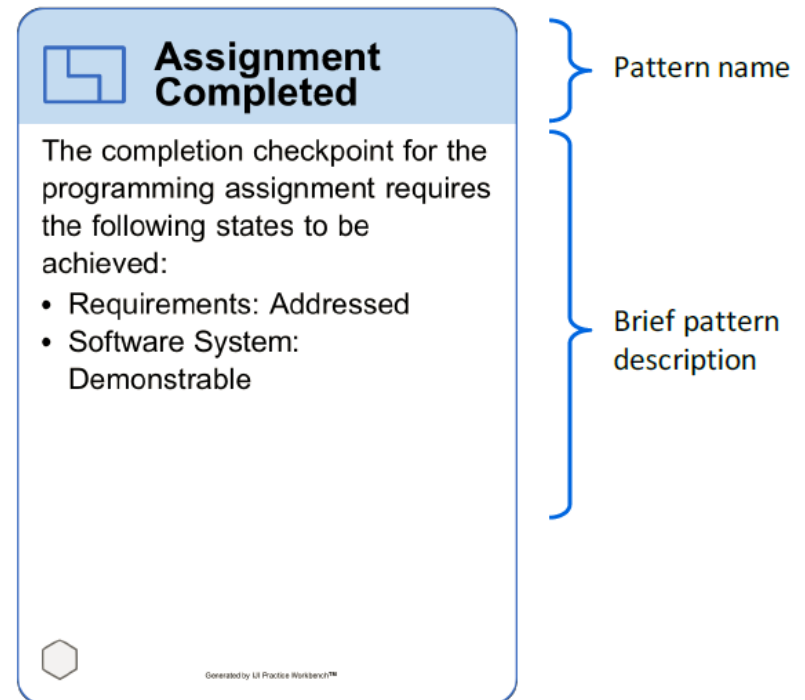 Assignment
Completed
Pattern name
The completion checkpoint for the
programming assignment requires
the following states to be
achieved:
• Requirements: Addressed
• Software System:
Demonstrable
Brief pattern
description
Generated by IJI Practice Workbench™